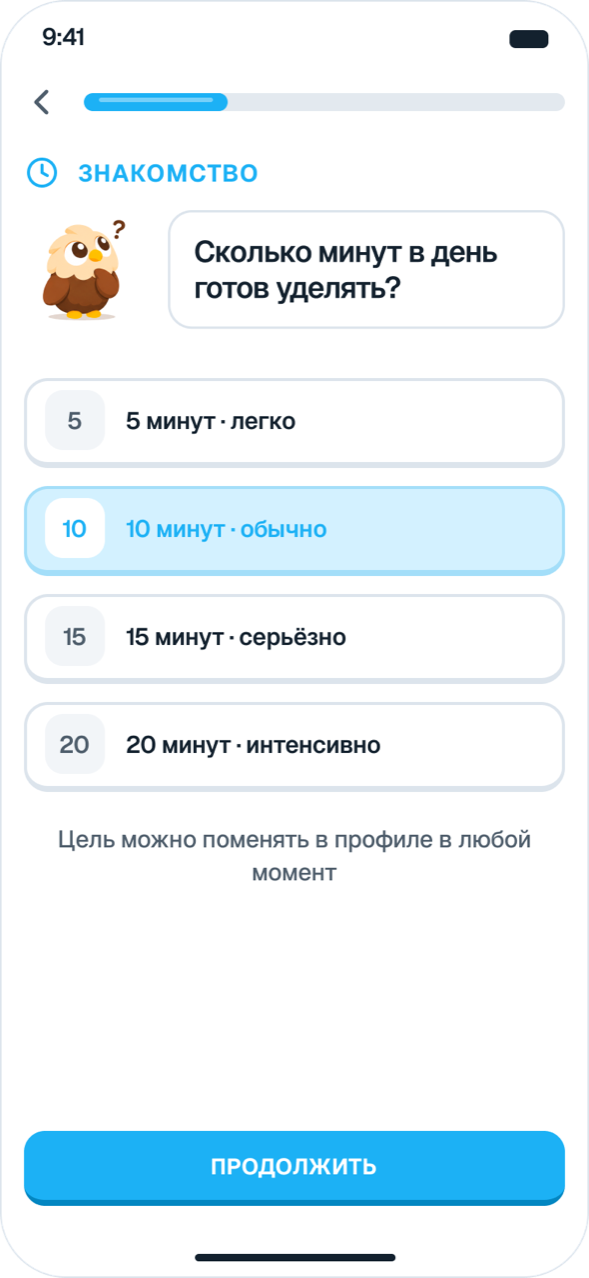 9:41
ЗНАКОМСТВО
?
Сколько минут в день
готов уделять?
5
5 минут · легко
10
10 минут · обычно
15
15 минут · серьёзно
20
20 минут · интенсивно
Цель можно поменять в профиле в любой
момент
ПРОДОЛЖИТЬ